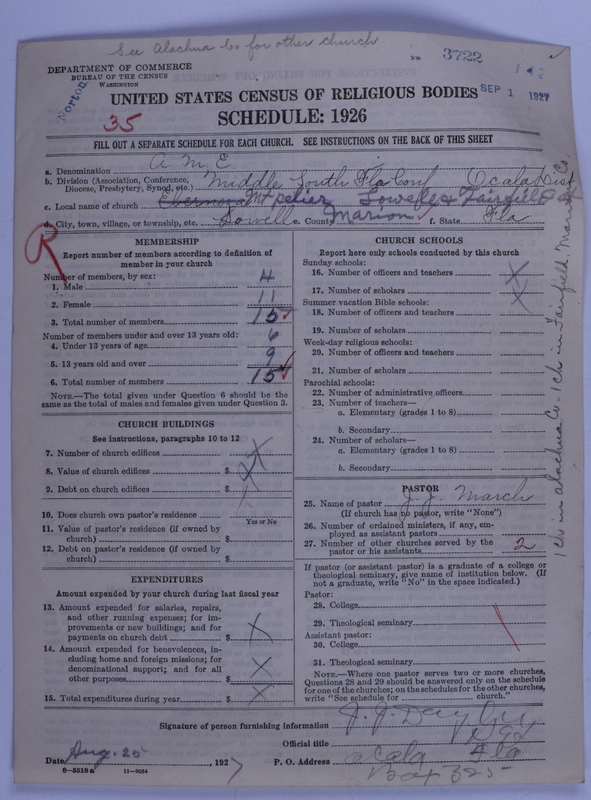 See Alachua Co for other church
3722
DEPARTMENT OF COMMERCE
BUREAU OF THE CENSUS
WASHINGTON
Norton
SEP 1 1927
UNITED STATES CENSUS OF RELIGIOUS BODIES
35
SCHEDULE: 1926
FILL OUT A SEPARATE SCHEDULE FOR EACH CHURCH. SEE INSTRUCTIONS ON THE BACK OF THIS SHEET
a. Denomination A M E
b. Division (Association, Conference, Diocese, Presbytery, Synod, etc.) Middle South Fla Conf Ocala Dist
c. Local name of church Mt pelier Lowell & Fairfield
d. City, town, village, or township, etc. Lowell e. County Marion f. State Fla
R
MEMBERSHIP
Report number of members according to definition of member in your church
Number of members, by sex:
1. Male 4
2. Female 11
3. Total number of members 15
Number of members under and over 13 years old:
4. Under 13 years of age 6
5. 13 years old and over 9
6. Total number of members 15
NOTE.—The total given under Question 6 should be the same as the total of males and females given under Question 3.
CHURCH BUILDINGS
See instructions, paragraphs 10 to 12
7. Number of church edifices X
8. Value of church edifices $ X
9. Debt on church edifices $ X
10. Does church own pastor's residence
Yes or No
11. Value of pastor's residence (if owned by church) $
12. Debt on pastor's residence (if owned by church) $
EXPENDITURES
Amount expended by your church during last fiscal year
13. Amount expended for salaries, repairs, and other running expenses; for improvements or new buildings; and for payments on church debt $ X
14. Amount expended for benevolences, including home and foreign missions; for denominational support; and for all other purposes $ X
15. Total expenditures during year $ X
CHURCH SCHOOLS
Report here only schools conducted by this church
Sunday schools:
16. Number of officers and teachers X
17. Number of scholars X
Summer vacation Bible schools:
18. Number of officers and teachers
19. Number of scholars
Week-day religious schools:
20. Number of officers and teachers
21. Number of scholars
Parochial schools:
22. Number of administrative officers
23. Number of teachers—
a. Elementary (grades 1 to 8)
b. Secondary
24. Number of scholars—
a. Elementary (grades 1 to 8)
b. Secondary
PASTOR
25. Name of pastor J. J. March
(If church has no pastor, write "None")
26. Number of ordained ministers, if any, employed as assistant pastors
27. Number of other churches served by the pastor or his assistants 2
If pastor (or assistant pastor) is a graduate of a college or theological seminary, give name of institution below. (If not a graduate, write "No" in the space indicated.)
Pastor:
28. College
29. Theological seminary
Assistant pastor:
30. College
31. Theological seminary
NOTE.—Where one pastor serves two or more churches, Questions 28 and 29 should be answered only on the schedule for one of the churches; on the schedules for the other churches, write "See schedule for church."
1 ch in Alachua Co - 1 ch in Fairfield, Marion Co.
Signature of person furnishing information J. J.
Official title
Date Aug. 25, 1927 P. O. Address Ocala Fla
Box 325
6-5518a 11-9264